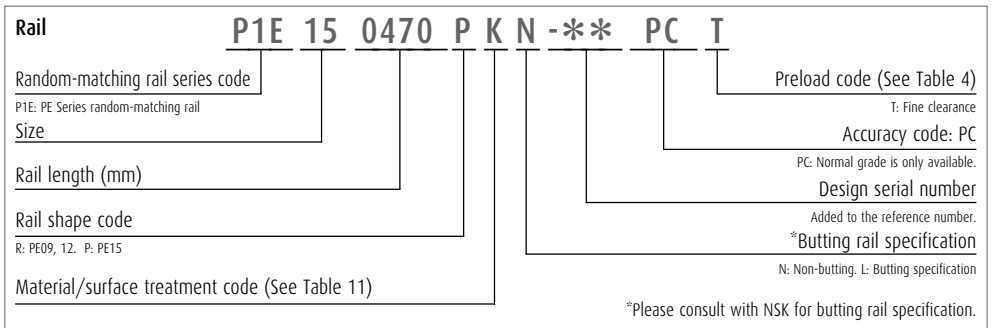 Rail
P1E 15 0470 P K N -** PC T
Random-matching rail series code
P1E: PE Series random-matching rail
Size
Rail length (mm)
Rail shape code
R: PE09, 12. P: PE15
Material/surface treatment code (See Table 11)
Preload code (See Table 4)
T: Fine clearance
Accuracy code: PC
PC: Normal grade is only available.
Design serial number
Added to the reference number.
*Butting rail specification
N: Non-butting. L: Butting specification
*Please consult with NSK for butting rail specification.